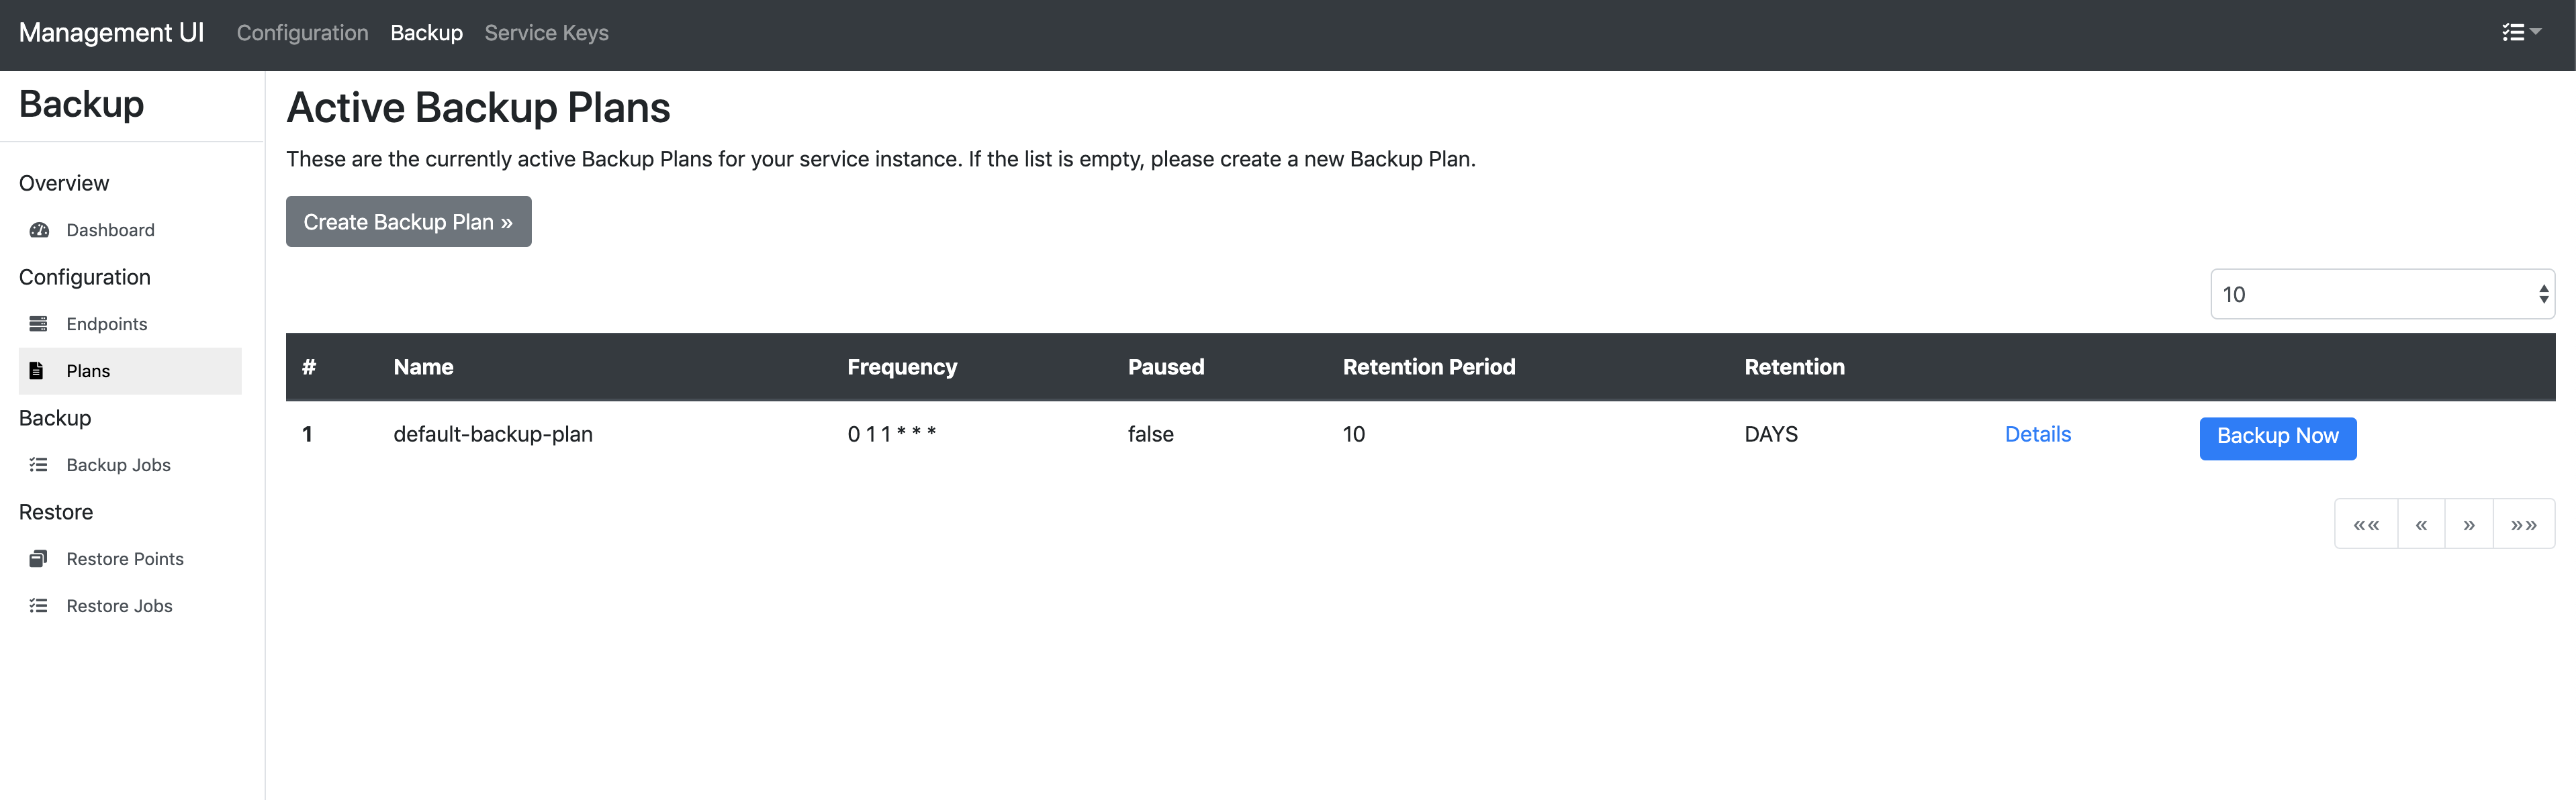 Management UI Configuration Backup Service Keys
Backup
Overview
Dashboard
Configuration
Endpoints
Plans
Backup
Backup Jobs
Restore
Restore Points
Restore Jobs
Active Backup Plans
These are the currently active Backup Plans for your service instance. If the list is empty, please create a new Backup Plan.
Create Backup Plan »
10
# Name Frequency Paused Retention Period Retention
1 default-backup-plan 0 1 1 * * * false 10 DAYS Details Backup Now
«« « » »»